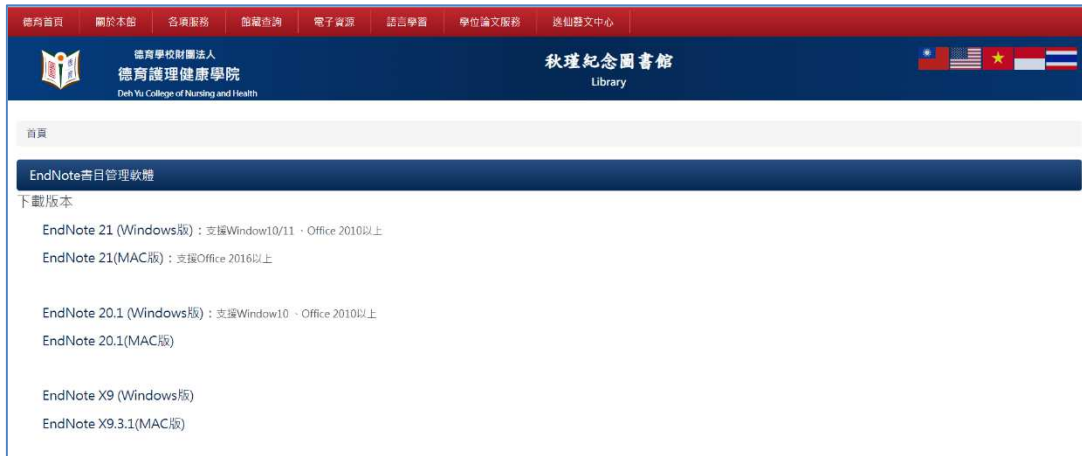 德育首頁 關於本館 各項服務 館藏查詢 電子資源 語言學習 學位論文服務 逸仙醫文中心
德育學校財團法人
德育護理健康學院
Deh Yu College of Nursing and Health
秋瑾紀念圖書館
Library
首頁
EndNote書目管理軟體
下載版本
EndNote 21 (Windows版)：支援Window10/11 、Office 2010以上
EndNote 21(MAC版)：支援Office 2016以上
EndNote 20.1 (Windows版)：支援Window10 、Office 2010以上
EndNote 20.1(MAC版)
EndNote X9 (Windows版)
EndNote X9.3.1(MAC版)